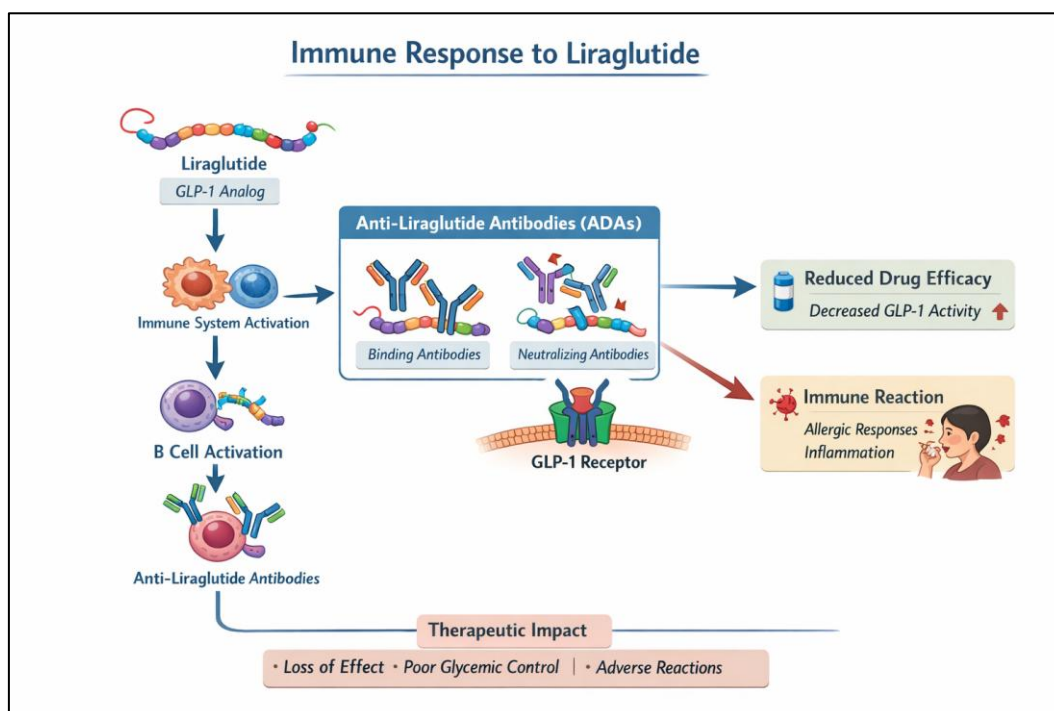 Immune Response to Liraglutide
Liraglutide
GLP-1 Analog
Immune System Activation
B Cell Activation
Anti-Liraglutide Antibodies
Anti-Liraglutide Antibodies (ADAs)
Binding Antibodies
Neutralizing Antibodies
GLP-1 Receptor
Reduced Drug Efficacy
Decreased GLP-1 Activity
Immune Reaction
Allergic Responses
Inflammation
Therapeutic Impact
• Loss of Effect • Poor Glycemic Control | • Adverse Reactions